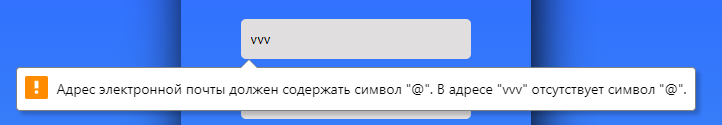 vvv
Адрес электронной почты должен содержать символ "@". В адресе "vvv" отсутствует символ "@".